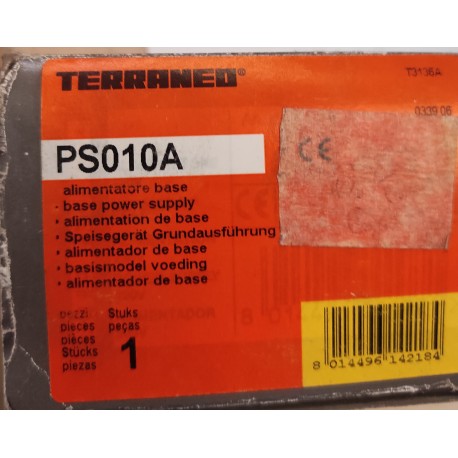 TERRANEO®
T3136A
0339 06
PS010A
CE
alimentatore base
· base power supply
· alimentation de base
· Speisegerät Grundausführung
· alimentador de base
· basismodel voeding
· alimentador de base
pezzi Stuks
pièces peças
pieces
Stücks
piezas
1
8 014496 142184